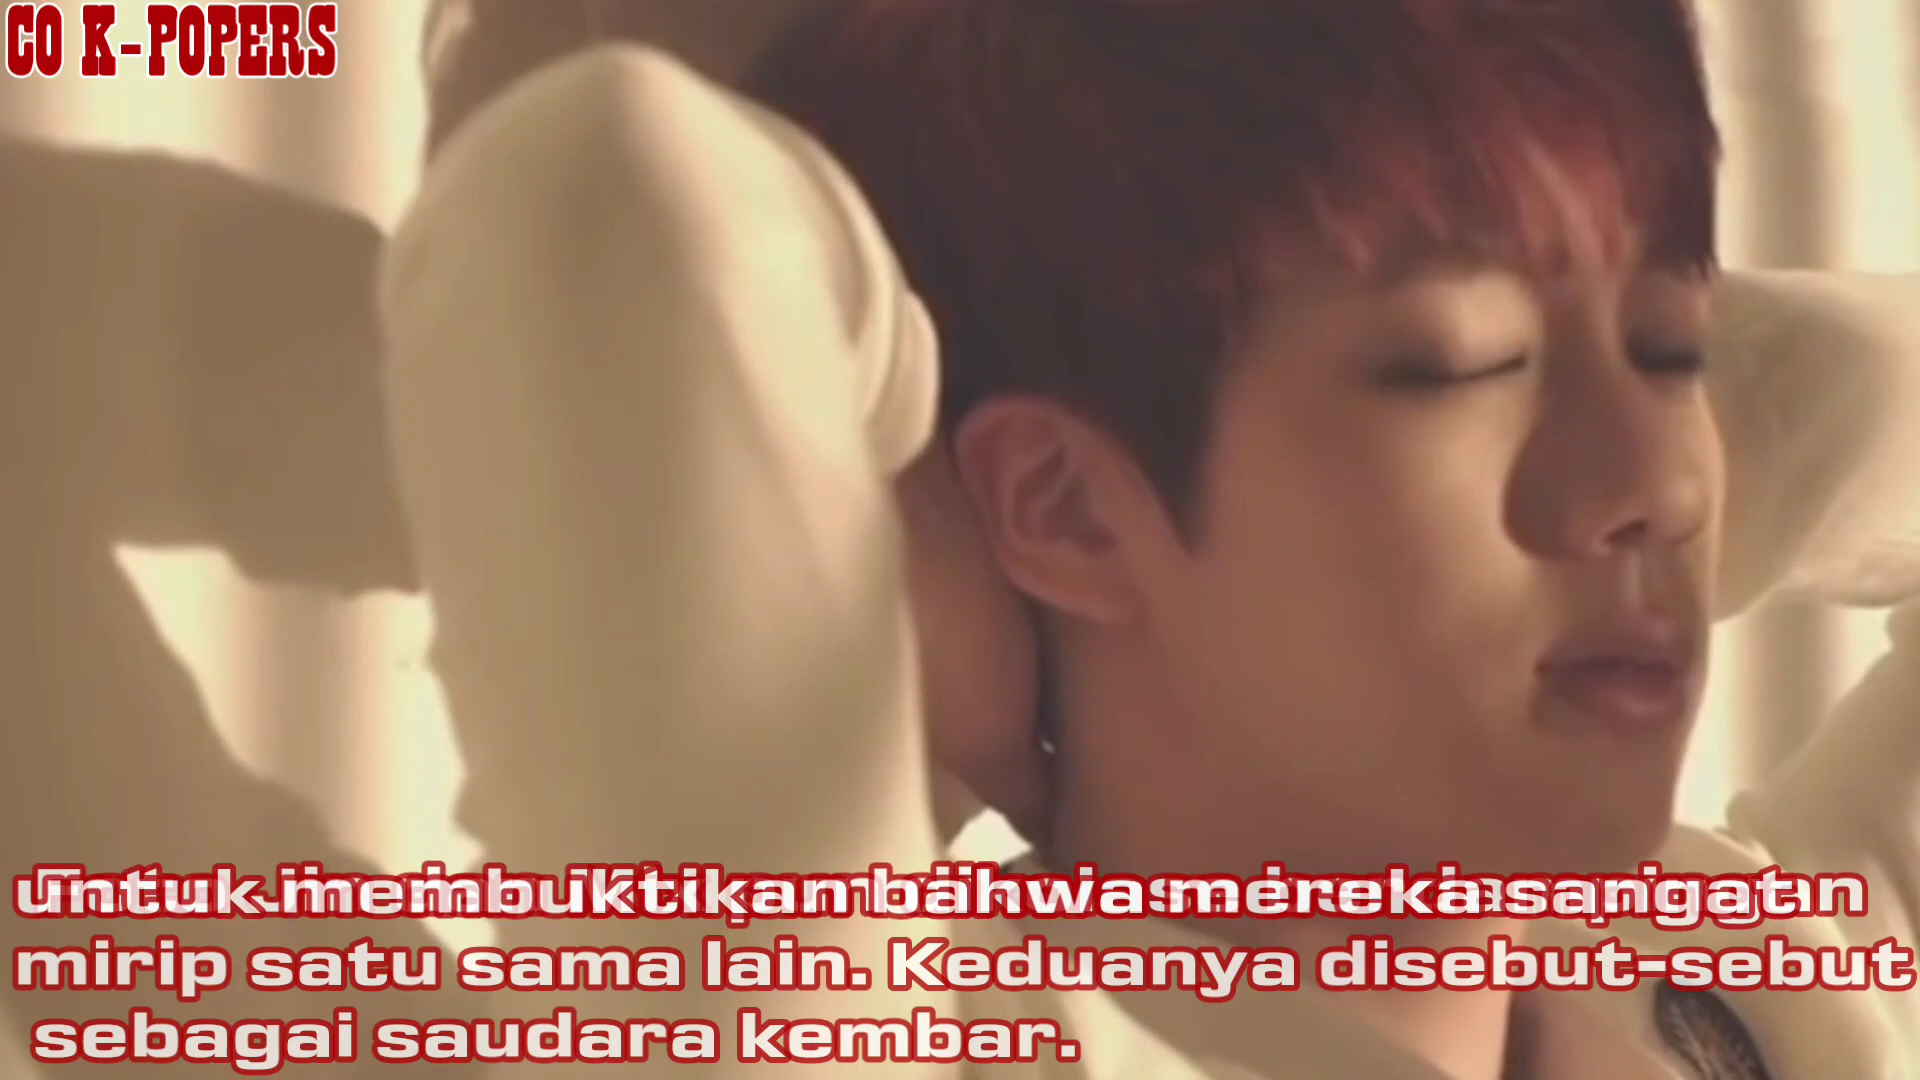 CO K-POPERS
untuk membuktikan bahwa mereka sangat
mirip satu sama lain. Keduanya disebut-sebut
sebagai saudara kembar.